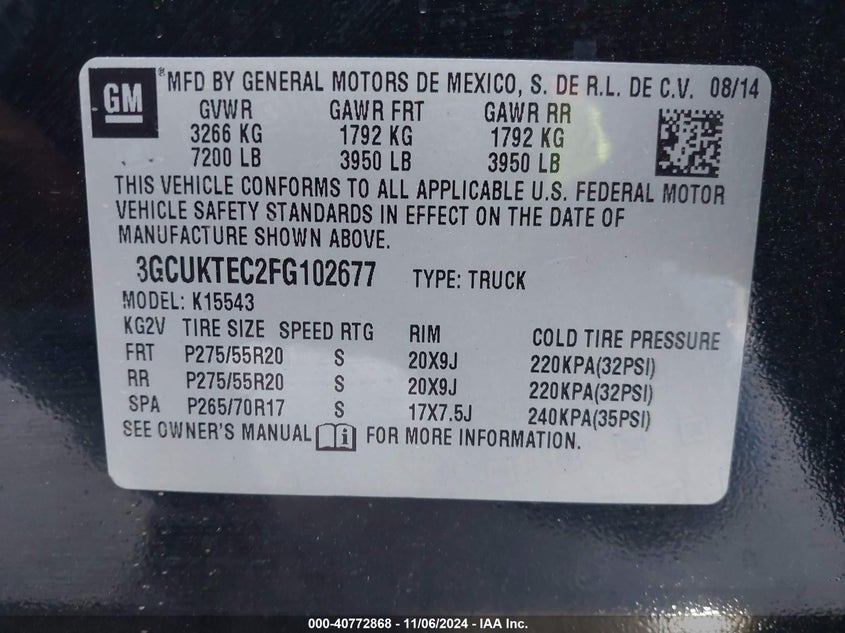 GM
® MFD BY GENERAL MOTORS DE MEXICO, S. DE R.L. DE C.V. 08/14
GVWR GAWR FRT GAWR RR
3266 KG 1792 KG 1792 KG
7200 LB 3950 LB 3950 LB
THIS VEHICLE CONFORMS TO ALL APPLICABLE U.S. FEDERAL MOTOR
VEHICLE SAFETY STANDARDS IN EFFECT ON THE DATE OF
MANUFACTURE SHOWN ABOVE.
3GCUKTEC2FG102677 TYPE: TRUCK
MODEL: K15543
KG2V TIRE SIZE SPEED RTG RIM COLD TIRE PRESSURE
FRT P275/55R20 S 20X9J 220KPA(32PSI)
RR P275/55R20 S 20X9J 220KPA(32PSI)
SPA P265/70R17 S 17X7.5J 240KPA(35PSI)
SEE OWNER'S MANUAL i FOR MORE INFORMATION.
000-40772868 - 11/06/2024 - IAA Inc.